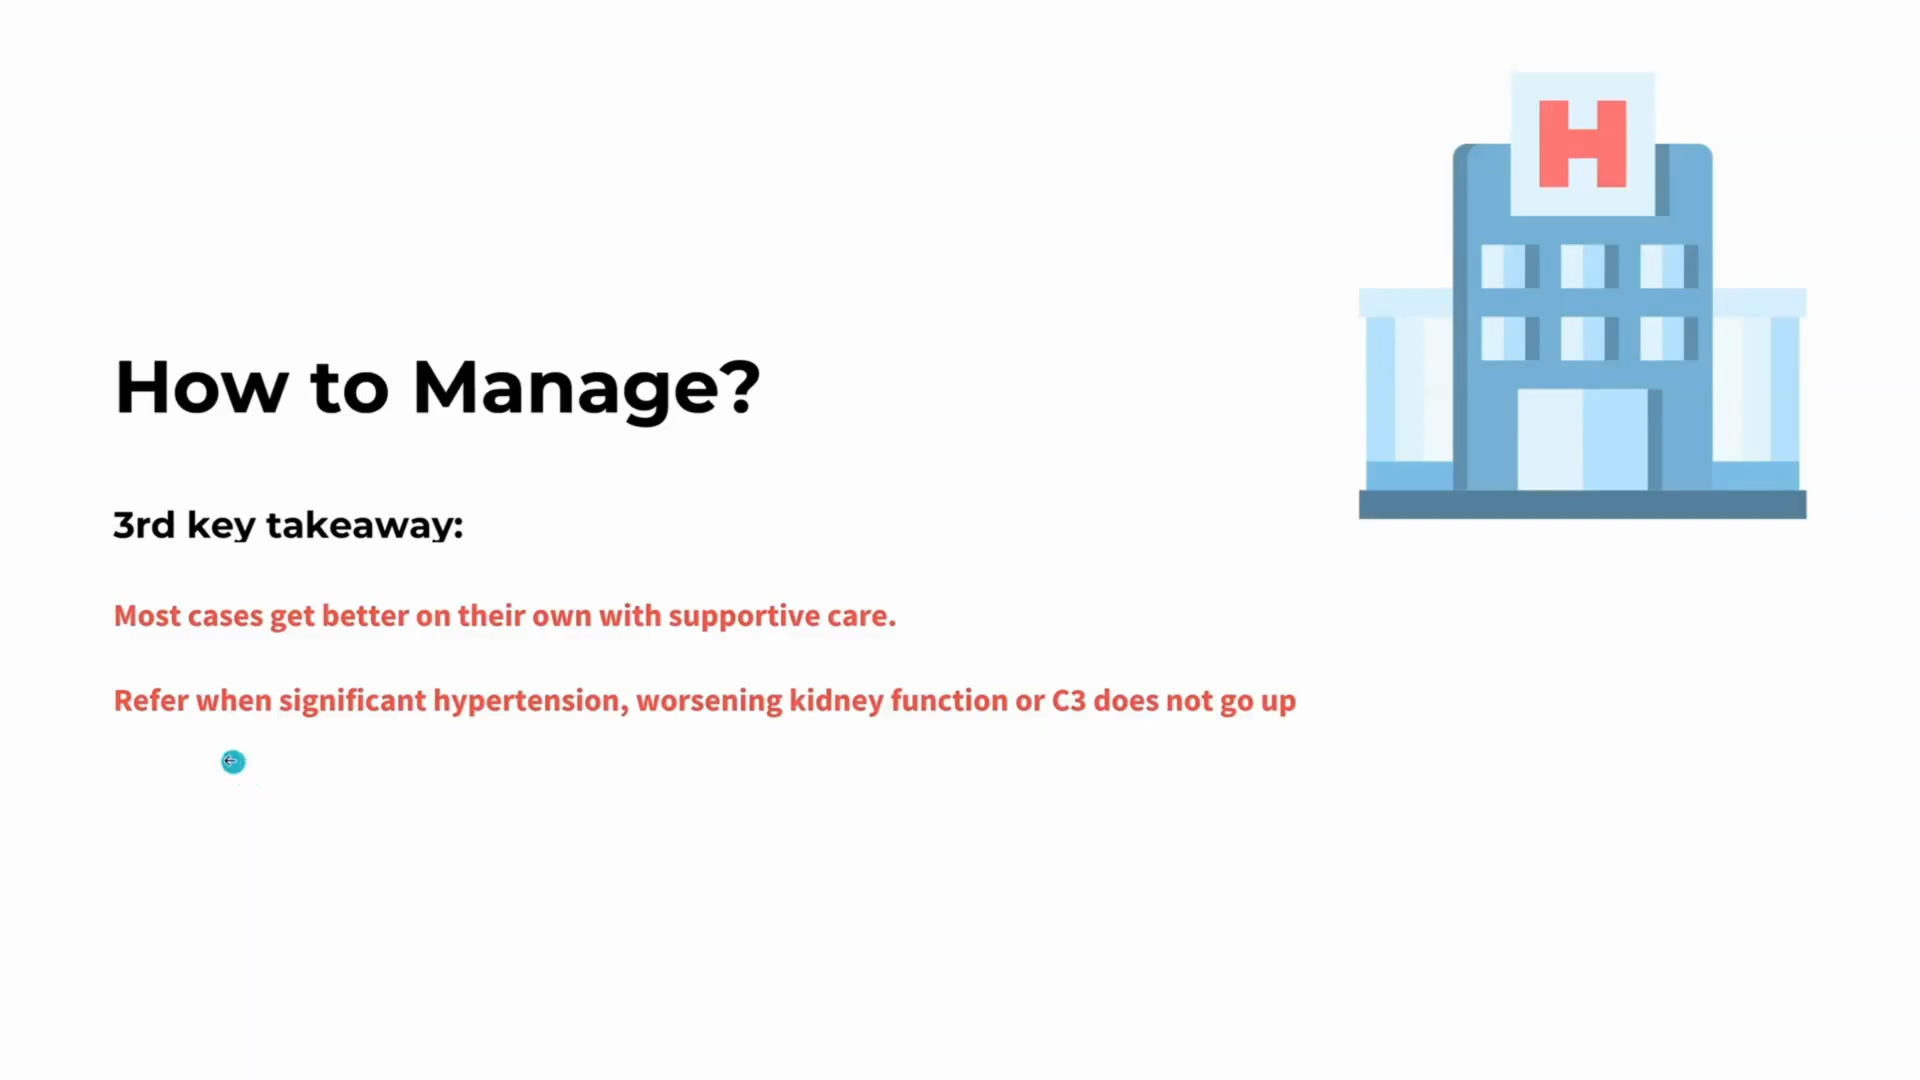 H
How to Manage?
3rd key takeaway:
Most cases get better on their own with supportive care.
Refer when significant hypertension, worsening kidney function or C3 does not go up